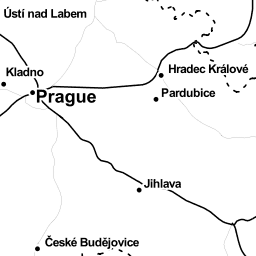 Ústí nad Labem
Kladno
Prague
Hradec Králové
Pardubice
Jihlava
České Budějovice